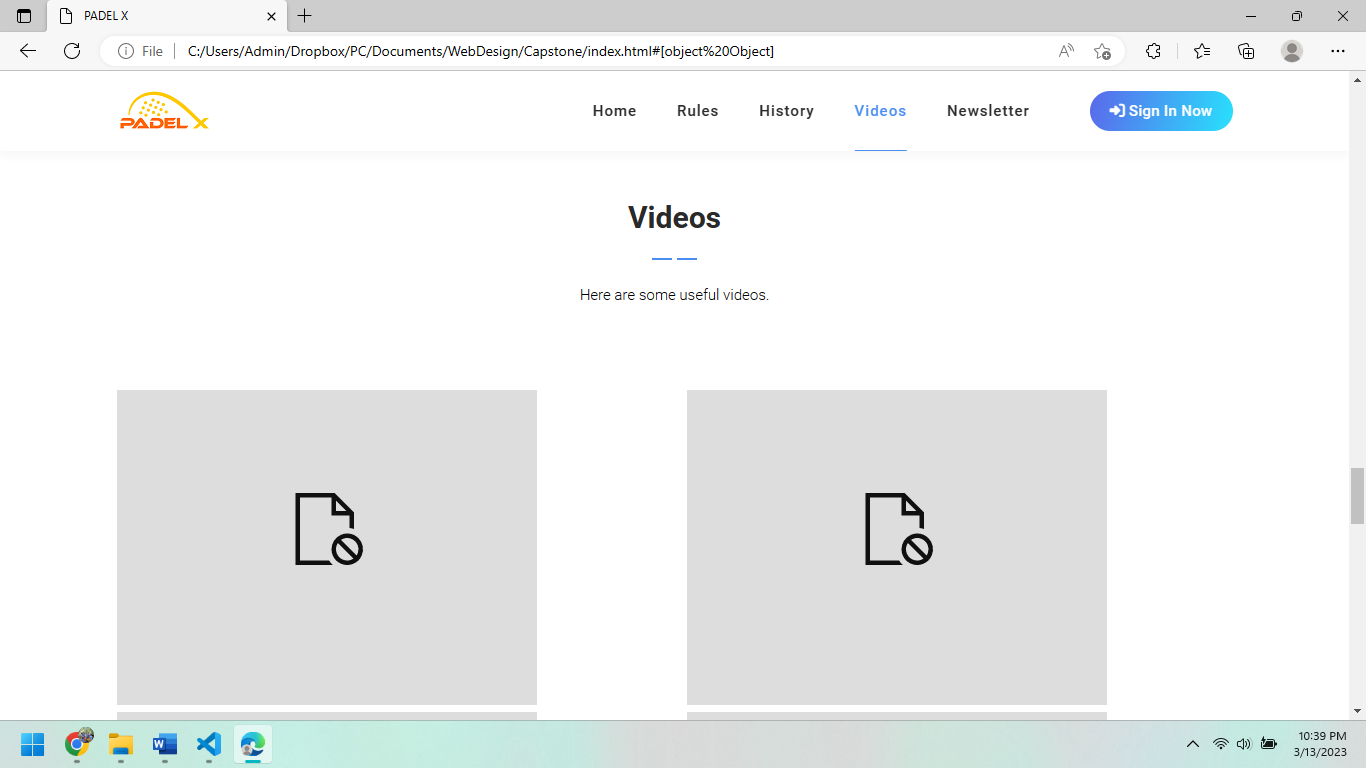 PADEL X
File
C:/Users/Admin/Dropbox/PC/Documents/WebDesign/Capstone/index.html#[object%20Object]
PADEL X
Home Rules History Videos Newsletter Sign In Now
Videos
Here are some useful videos.
10:39 PM
3/13/2023